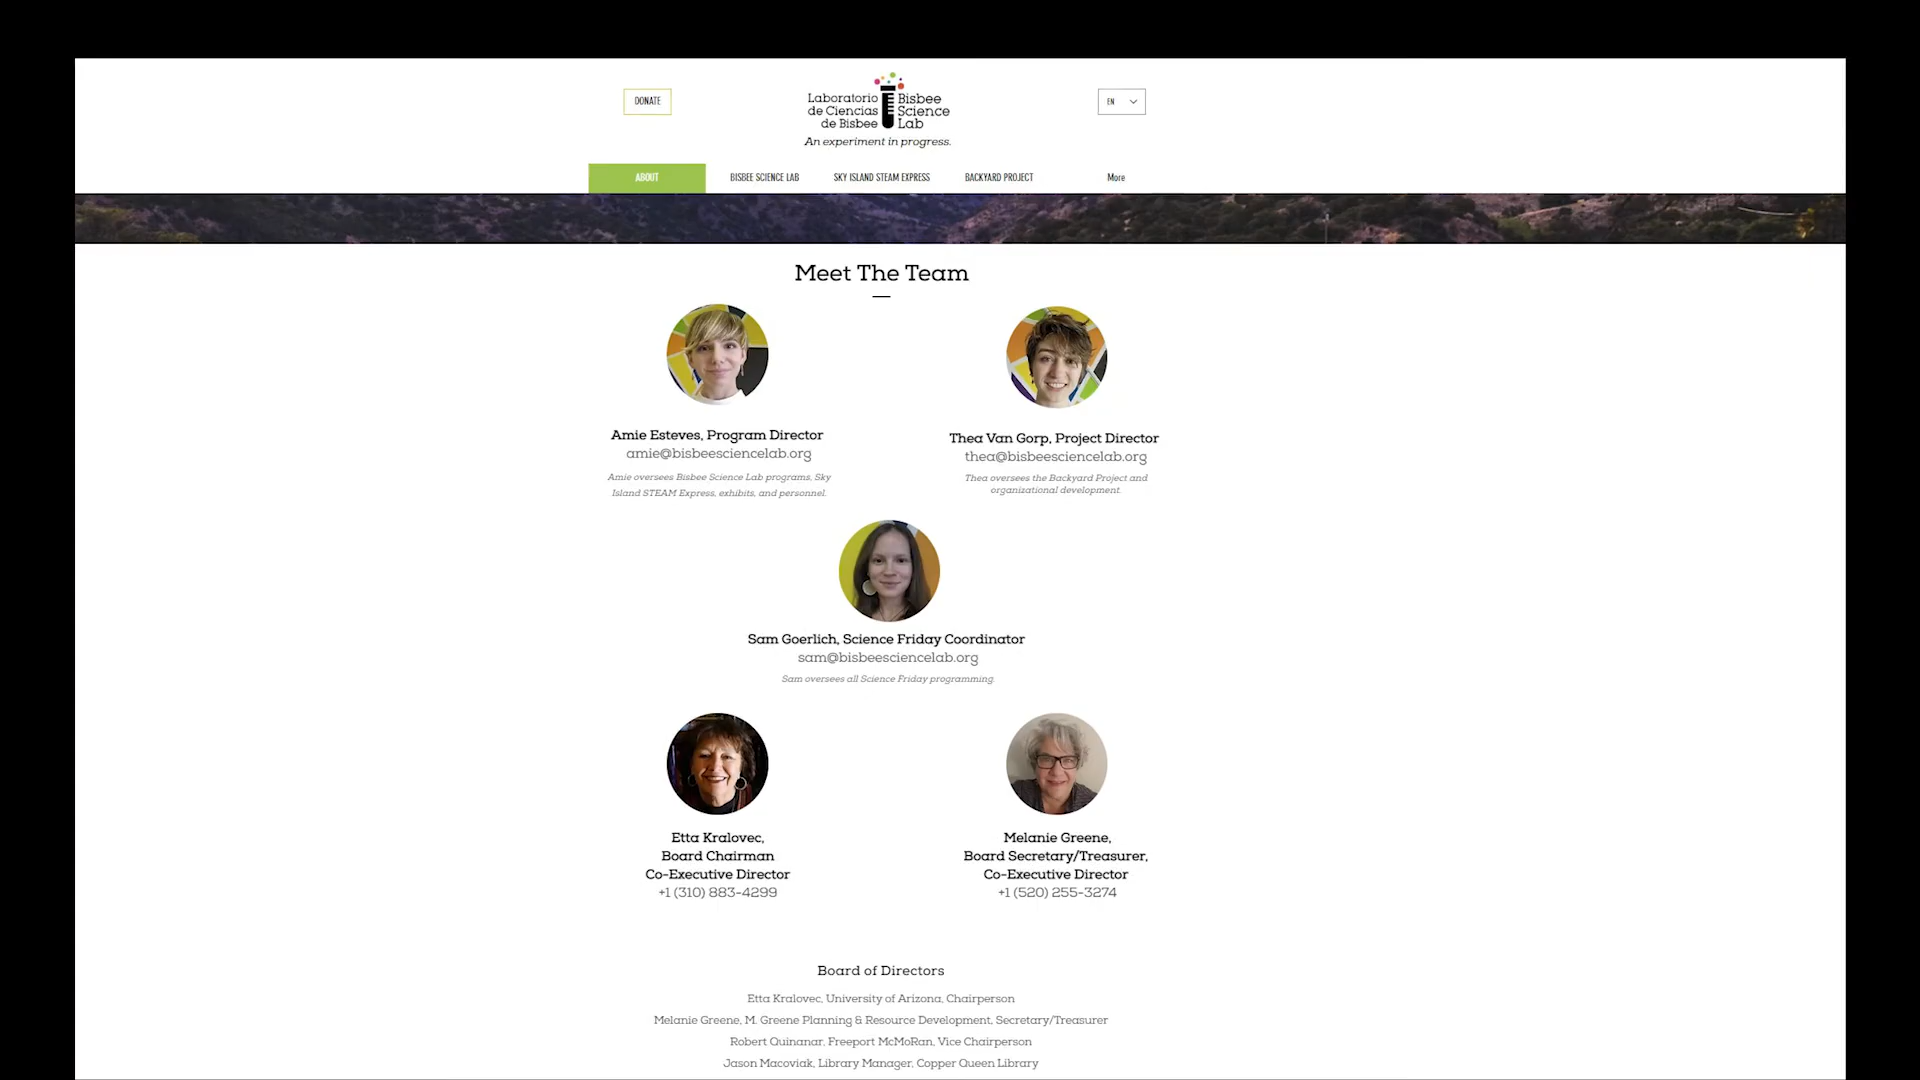 DONATE
Laboratorio de Ciencias de Bisbee
Bisbee Science Lab
An experiment in progress.
EN
ABOUT
BISBEE SCIENCE LAB
SKY ISLAND STEAM EXPRESS
BACKYARD PROJECT
More
Meet The Team
Amie Esteves, Program Director
amie@bisbeesciencelab.org
Amie oversees Bisbee Science Lab programs, Sky
Island STEAM Express, exhibits, and personnel.
Thea Van Gorp, Project Director
thea@bisbeesciencelab.org
Thea oversees the Backyard Project and
organizational development.
Sam Goerlich, Science Friday Coordinator
sam@bisbeesciencelab.org
Sam oversees all Science Friday programming.
Etta Kralovec,
Board Chairman
Co-Executive Director
+1 (310) 883-4299
Melanie Greene,
Board Secretary/Treasurer,
Co-Executive Director
+1 (520) 255-3274
Board of Directors
Etta Kralovec, University of Arizona, Chairperson
Melanie Greene, M. Greene Planning & Resource Development, Secretary/Treasurer
Robert Quinanar, Freeport McMoRan, Vice Chairperson
Jason Macoviak, Library Manager, Copper Queen Library